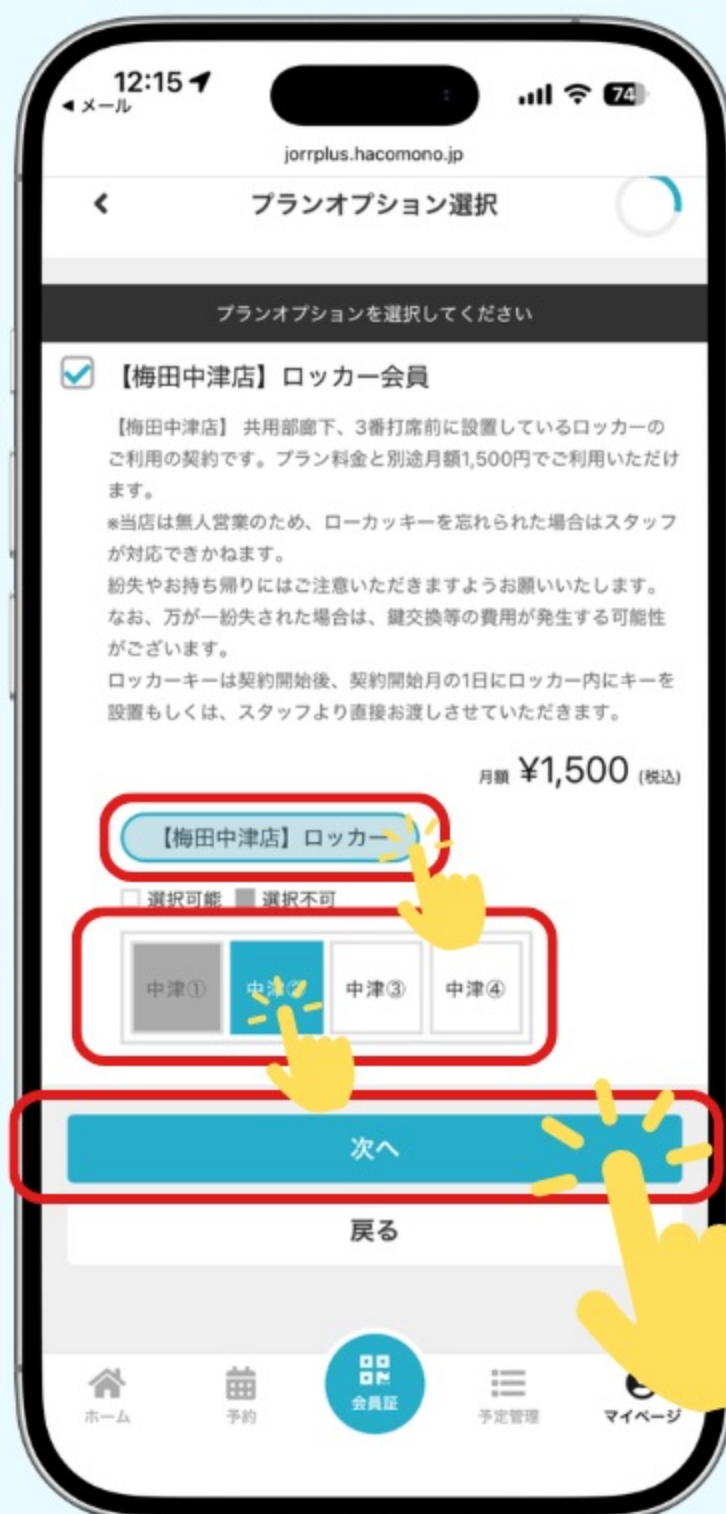 12:15
◀ メール
74
jorrplus.hacomono.jp
プランオプション選択
プランオプションを選択してください
【梅田中津店】ロッカー会員
【梅田中津店】 共用部廊下、3番打席前に設置しているロッカーの
ご利用の契約です。プラン料金と別途月額1,500円でご利用いただけ
ます。
※当店は無人営業のため、ローカッキーを忘れられた場合はスタッフ
が対応できかねます。
紛失やお持ち帰りにはご注意いただきますようお願いいたします。
なお、万が一紛失された場合は、鍵交換等の費用が発生する可能性
がございます。
ロッカーキーは契約開始後、契約開始月の1日にロッカー内にキーを
設置もしくは、スタッフより直接お渡しさせていただきます。
月額 ¥1,500 (税込)
【梅田中津店】ロッカー
選択可能 選択不可
中津① 中津② 中津③ 中津④
次へ
戻る
ホーム 予約 会員証 予定管理 マイページ